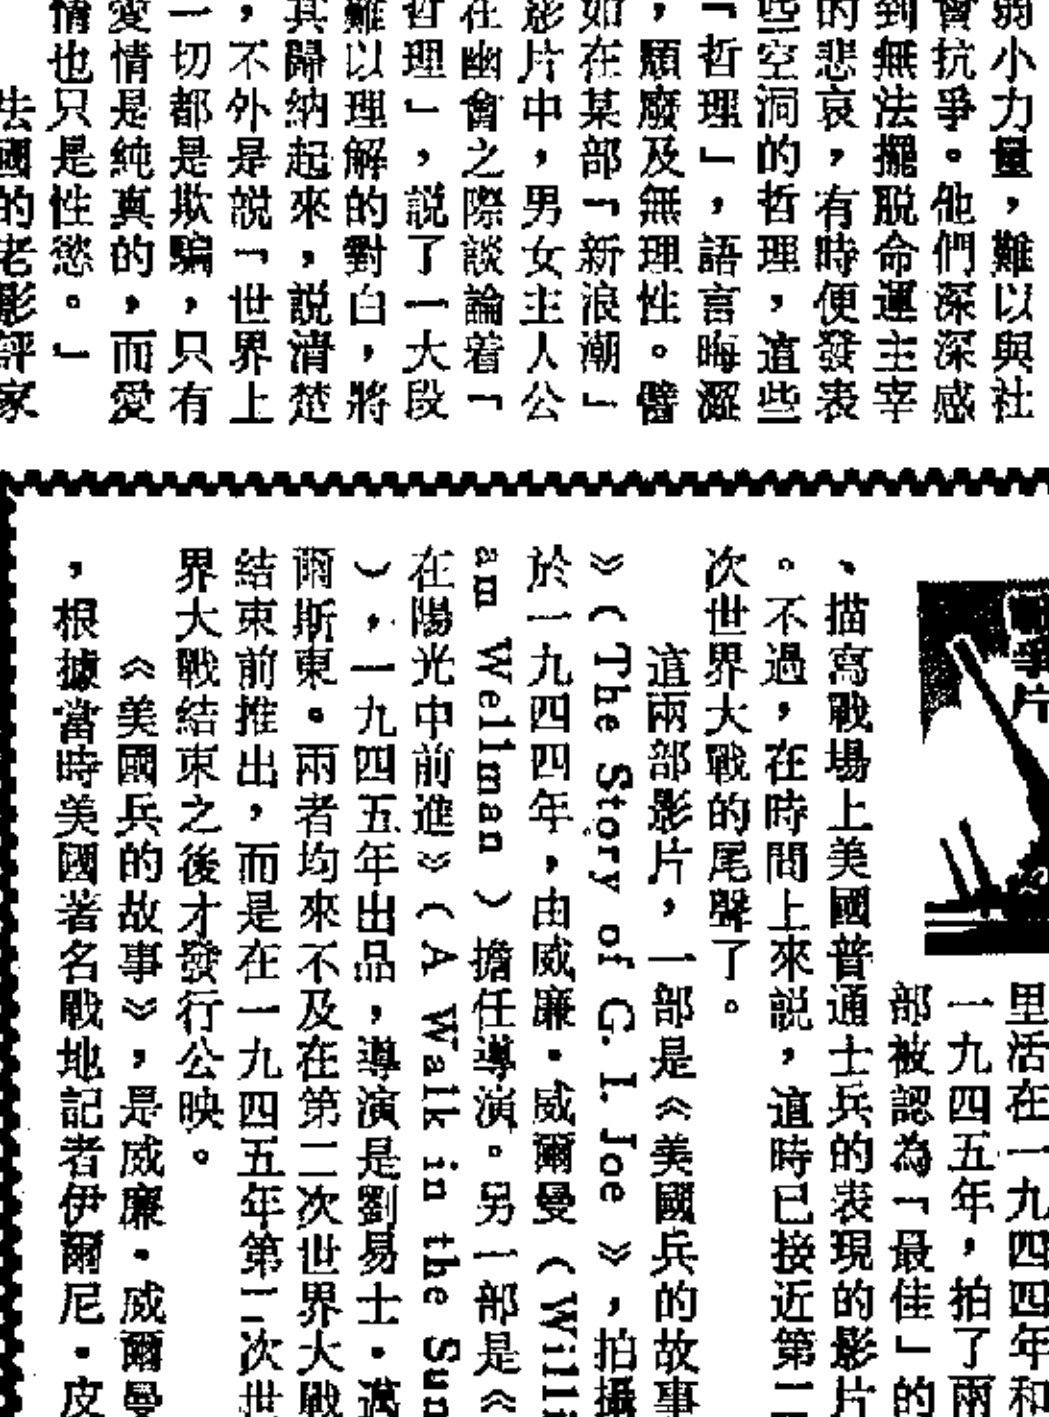 弱小力量，難以與社
會抗爭。他們深深感
到無法擺脱命運主宰
的悲哀，有時便發表
些空洞的哲理，這些
「哲理」，語言晦澀
，頹廢及無理性。譬
如在某部「新浪潮」
影片中，男女主人公
在幽會之際談論着「
哲理」，説了一大段
難以理解的對白，將
其歸納起來，説清楚
，不外是説「世界上
一切都是欺騙，只有
愛情是純真的，而愛
情也只是性慾。」
法國的老影評家
戰爭片
里活在一九四四年和
一九四五年，拍了兩
部被認為「最佳」的
、描寫戰場上美國普通士兵的表現的影片
。不過，在時間上來説，這時已接近第二
次世界大戰的尾聲了。
這兩部影片，一部是《美國兵的故事
》（The Story of G. I. Joe 》，拍攝
於一九四四年，由威廉·威爾曼（Willi
am Welman ）擔任導演。另一部是《
在陽光中前進》（A Walk in the Sun
），一九四五年出品，導演是劉易士·邁
爾斯東。兩者均來不及在第二次世界大戰
結束前推出，而是在一九四五年第二次世
界大戰結束之後才發行公映。
《美國兵的故事》，是威廉·威爾曼
，根據當時美國著名戰地記者伊爾尼·皮